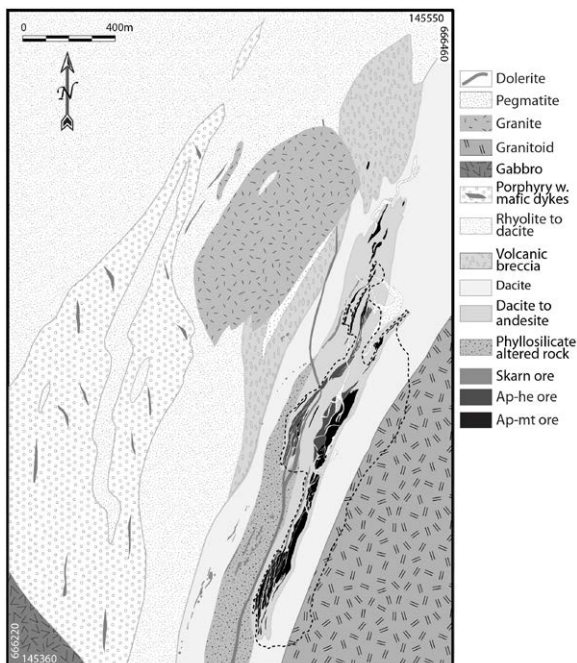 0 400m
N
145550
666460
666220
145360
Dolerite
Pegmatite
Granite
Granitoid
Gabbro
Porphyry w.
mafic dykes
Rhyolite to
dacite
Volcanic
breccia
Dacite
Dacite to
andesite
Phyllosilicate
altered rock
Skarn ore
Ap-he ore
Ap-mt ore